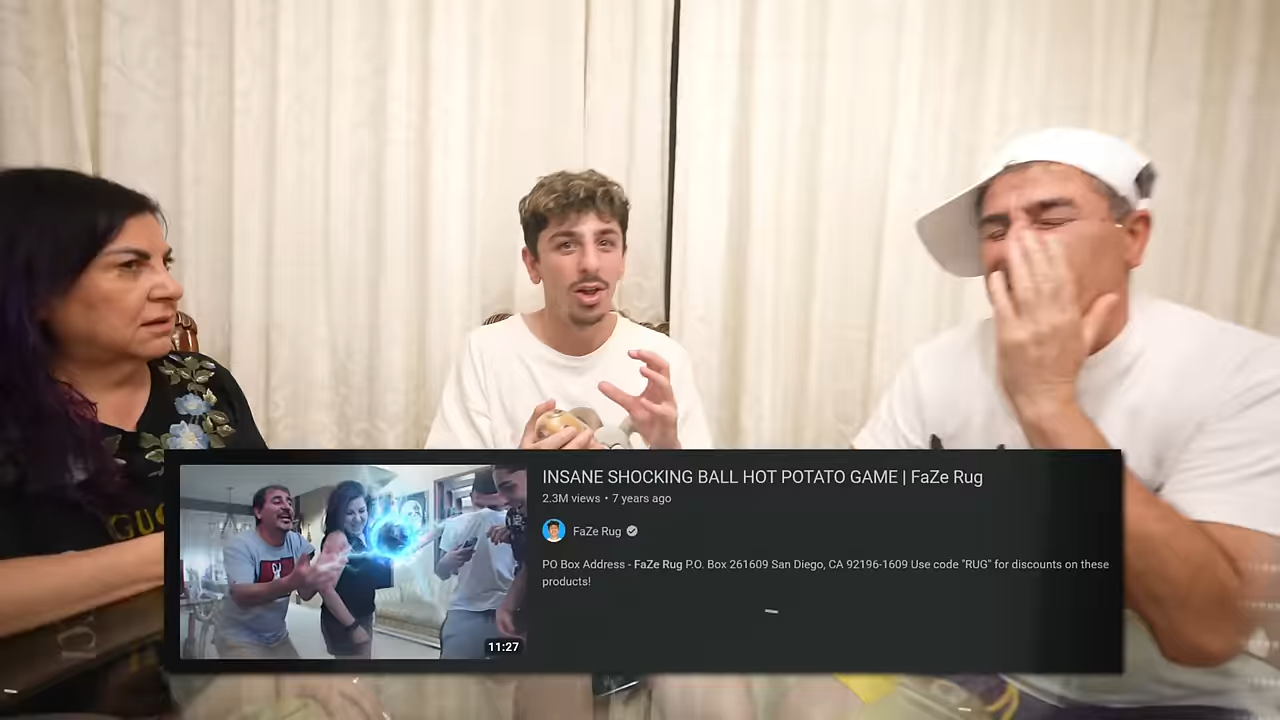 GUC
INSANE SHOCKING BALL HOT POTATO GAME | FaZe Rug
2.3M views • 7 years ago
FaZe Rug
PO Box Address - FaZe Rug P.O. Box 261609 San Diego, CA 92196-1609 Use code "RUG" for discounts on these
products!
11:27